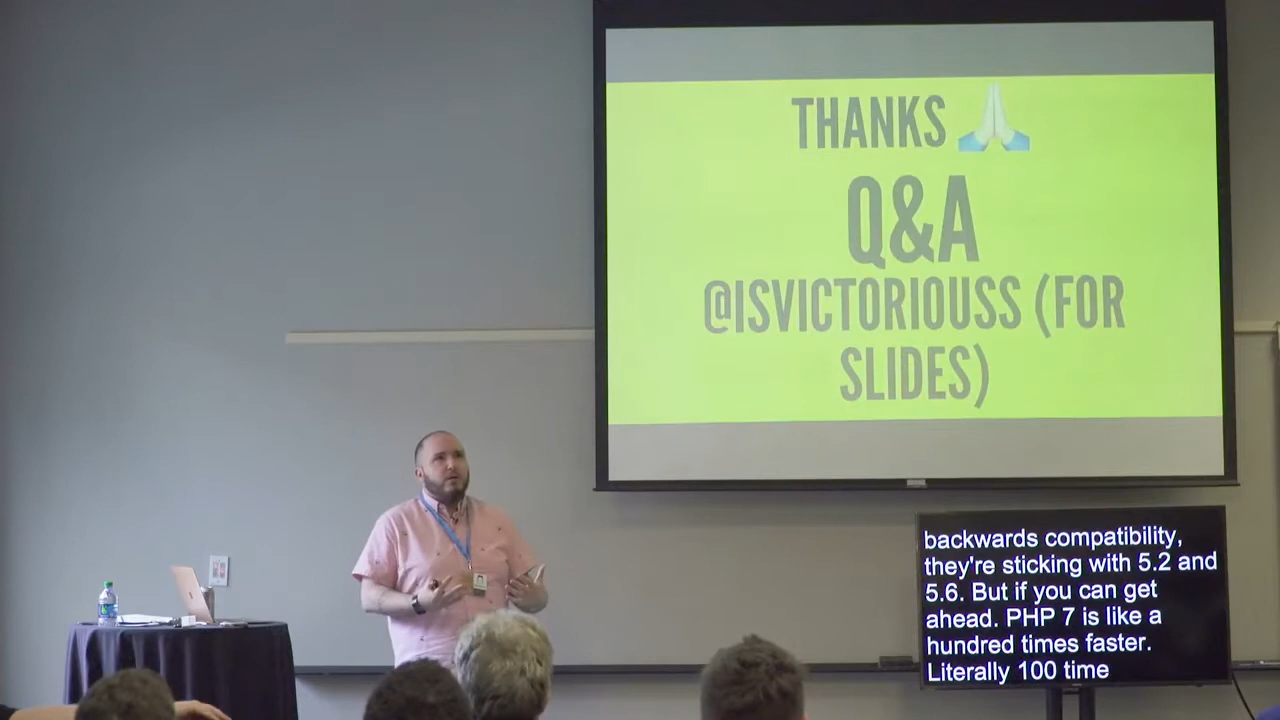 THANKS 🙏
Q&A
@ISVICTORIOUSS (FOR
SLIDES)
backwards compatibility,
they're sticking with 5.2 and
5.6. But if you can get
ahead. PHP 7 is like a
hundred times faster.
Literally 100 time